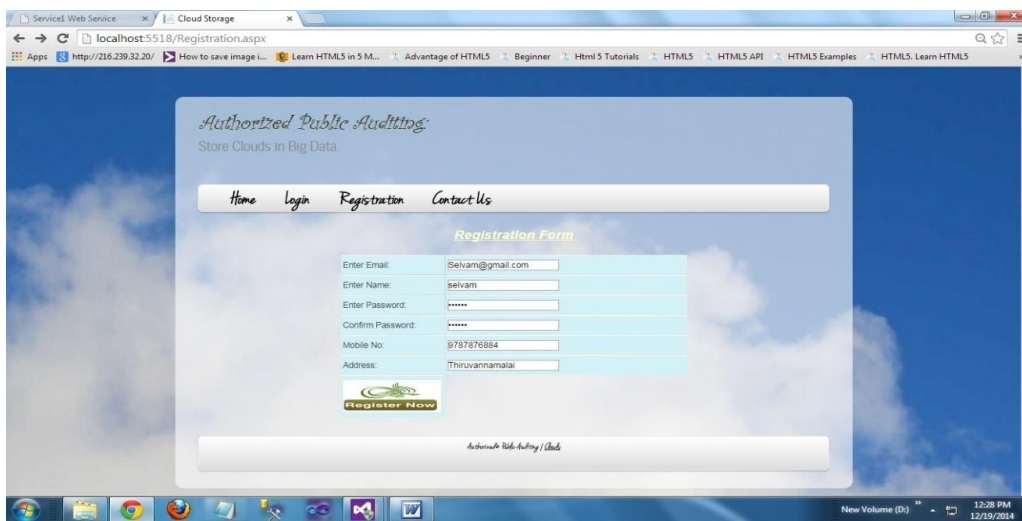 Service1 Web Service
Cloud Storage
localhost:5518/Registration.aspx
Apps http://216.239.32.20/ How to save image i... Learn HTML5 in 5 M... Advantage of HTML5 Beginner Html 5 Tutorials HTML5 HTML5 API HTML5 Examples HTML5. Learn HTML5
Authorized Public Auditing:
Store Clouds in Big Data.
Home Login Registration Contact Us
Registration Form
Enter Email: Selvam@gmail.com
Enter Name: selvam
Enter Password: ••••••
Confirm Password: ••••••
Mobile No: 9787876884
Address: Thiruvannamalai
Register Now
Public Auditing | Clouds
New Volume (D:) 12:28 PM
12/19/2014